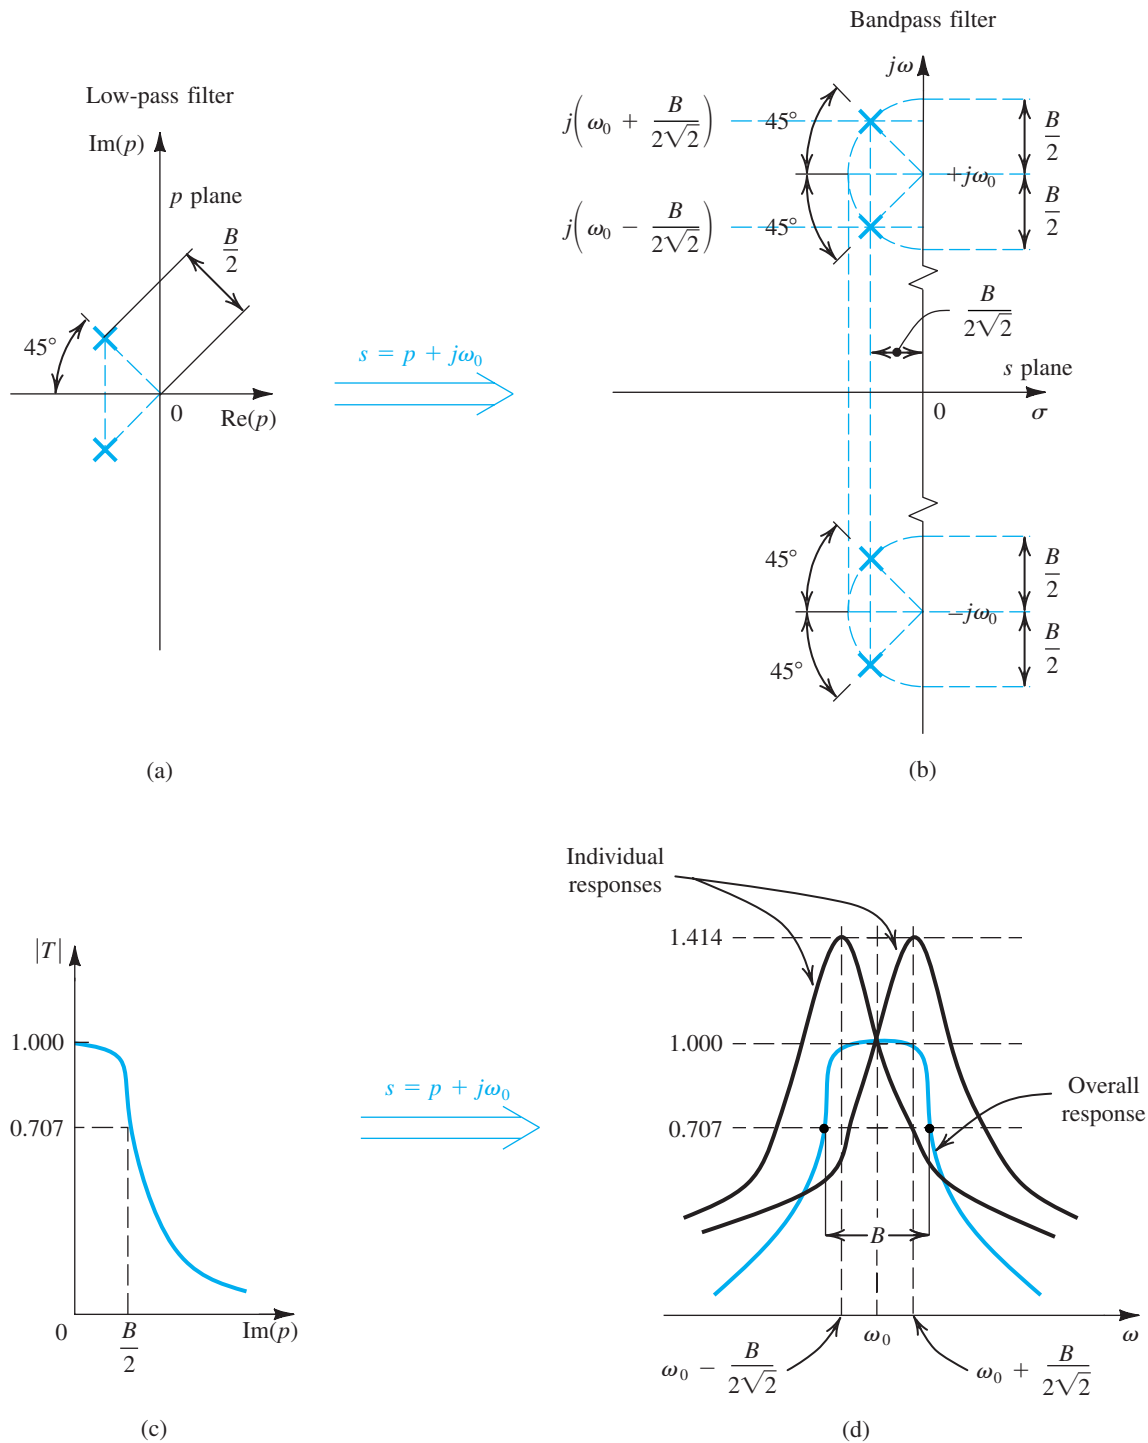 Low-pass filter
Im(p)
p plane
B/2
45°
0
Re(p)
(a)
s = p + jω₀
Bandpass filter
jω
j(ω₀ + B/2√2)
j(ω₀ − B/2√2)
45°
45°
+jω₀
B/2
B/2
B/2√2
s plane
0
σ
45°
45°
−jω₀
B/2
B/2
(b)
|T|
1.000
0.707
0
B/2
Im(p)
(c)
s = p + jω₀
Individual
responses
1.414
1.000
0.707
Overall
response
B
ω₀
ω
ω₀ − B/2√2
ω₀ + B/2√2
(d)